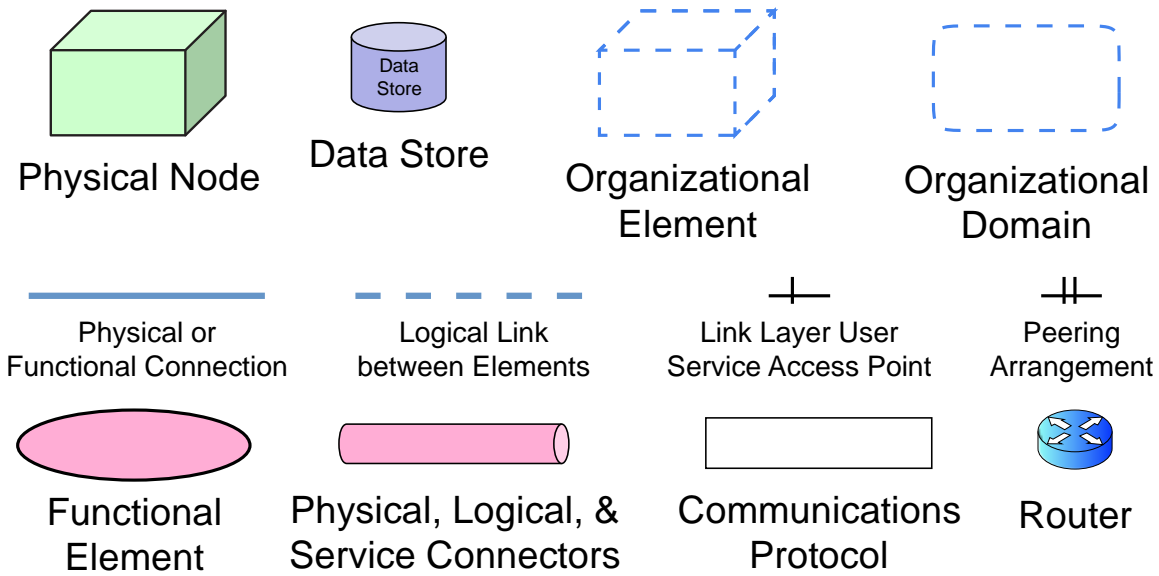 Data
Store
Physical Node
Data Store
Organizational
Element
Organizational
Domain
Physical or
Functional Connection
Logical Link
between Elements
Link Layer User
Service Access Point
Peering
Arrangement
Functional
Element
Physical, Logical, &
Service Connectors
Communications
Protocol
Router